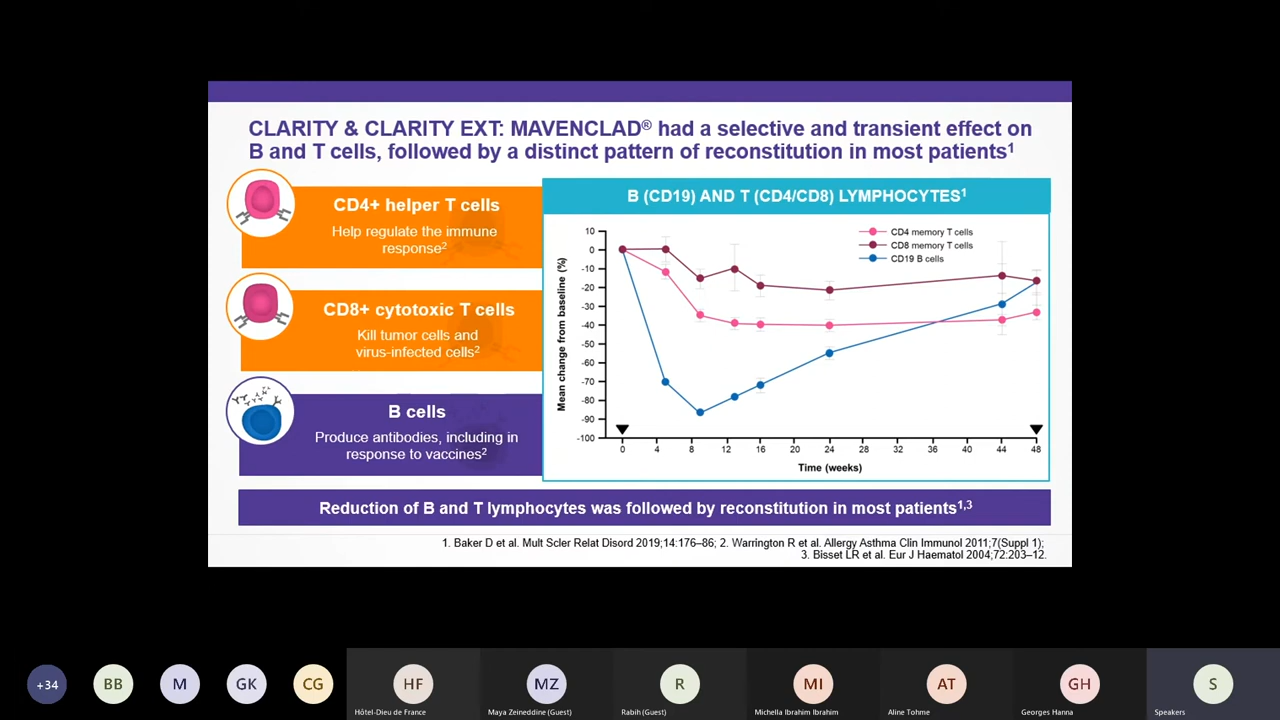 CLARITY & CLARITY EXT: MAVENCLAD® had a selective and transient effect on
B and T cells, followed by a distinct pattern of reconstitution in most patients¹
CD4+ helper T cells
Help regulate the immune
response²
CD8+ cytotoxic T cells
Kill tumor cells and
virus-infected cells²
B cells
Produce antibodies, including in
response to vaccines²
B (CD19) AND T (CD4/CD8) LYMPHOCYTES¹
CD4 memory T cells
CD8 memory T cells
CD19 B cells
Mean change from baseline (%)
10
0
-10
-20
-30
-40
-50
-60
-70
-80
-90
-100
0 4 8 12 16 20 24 28 32 36 40 44 48
Time (weeks)
Reduction of B and T lymphocytes was followed by reconstitution in most patients¹,³
1. Baker D et al. Mult Scler Relat Disord 2019;14:176–86; 2. Warrington R et al. Allergy Asthma Clin Immunol 2011;7(Suppl 1);
3. Bisset LR et al. Eur J Haematol 2004;72:203–12.
+34 BB M GK CG HF MZ R MI AT GH S
Hôtel-Dieu de France Maya Zeineddine (Guest) Rabih (Guest) Michella Ibrahim Ibrahim Aline Tohme Georges Hanna Speakers